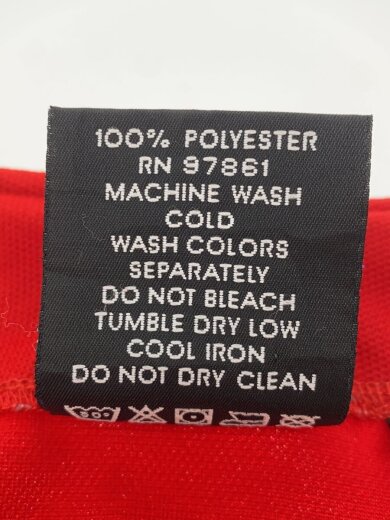 100% POLYESTER
RN 97861
MACHINE WASH
COLD
WASH COLORS
SEPARATELY
DO NOT BLEACH
TUMBLE DRY LOW
COOL IRON
DO NOT DRY CLEAN